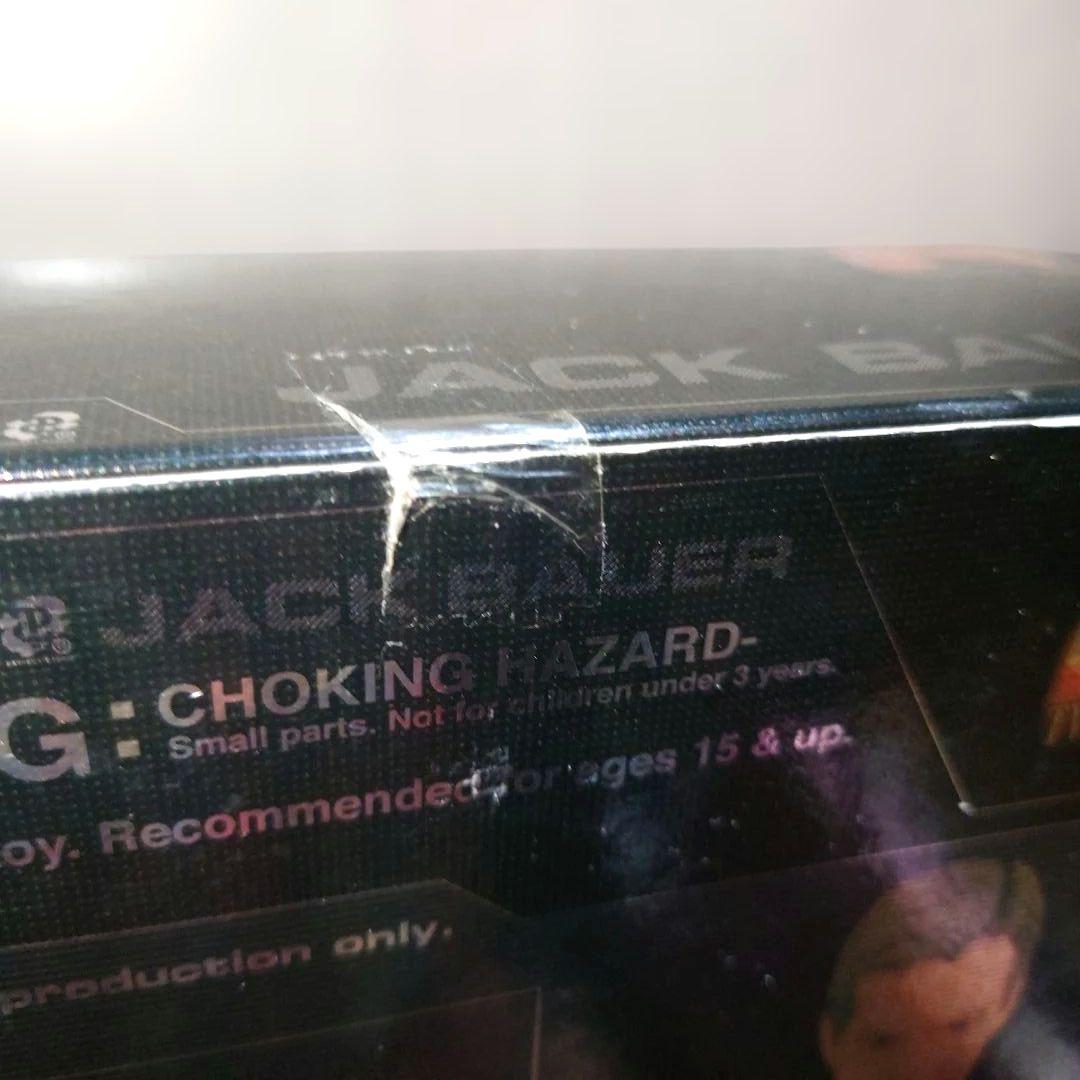 JACK BAU
JACK BAUER
G: CHOKING HAZARD-
Small parts. Not for children under 3 years.
oy. Recommended for ages 15 & up.
production only.